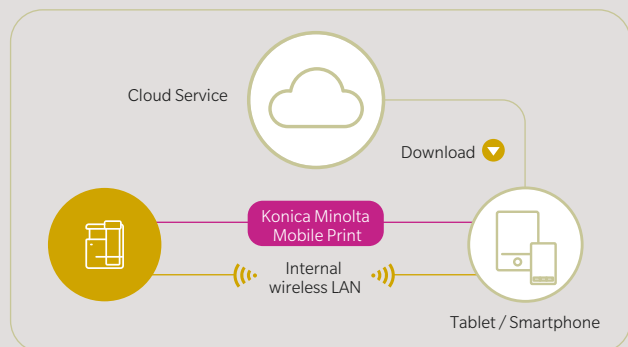 Cloud Service
Download
Konica Minolta
Mobile Print
Internal
wireless LAN
Tablet / Smartphone